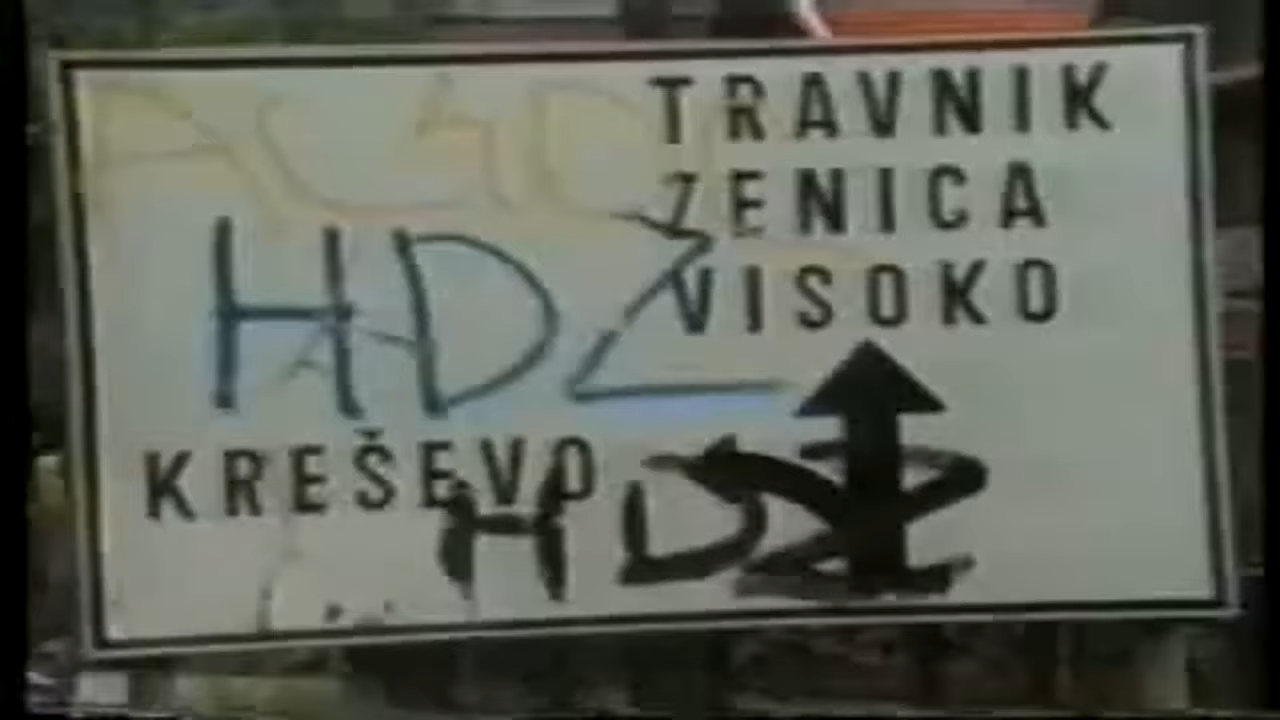 TRAVNIK
ZENICA
VISOKO
HDZ
KREŠEVO
HDZ